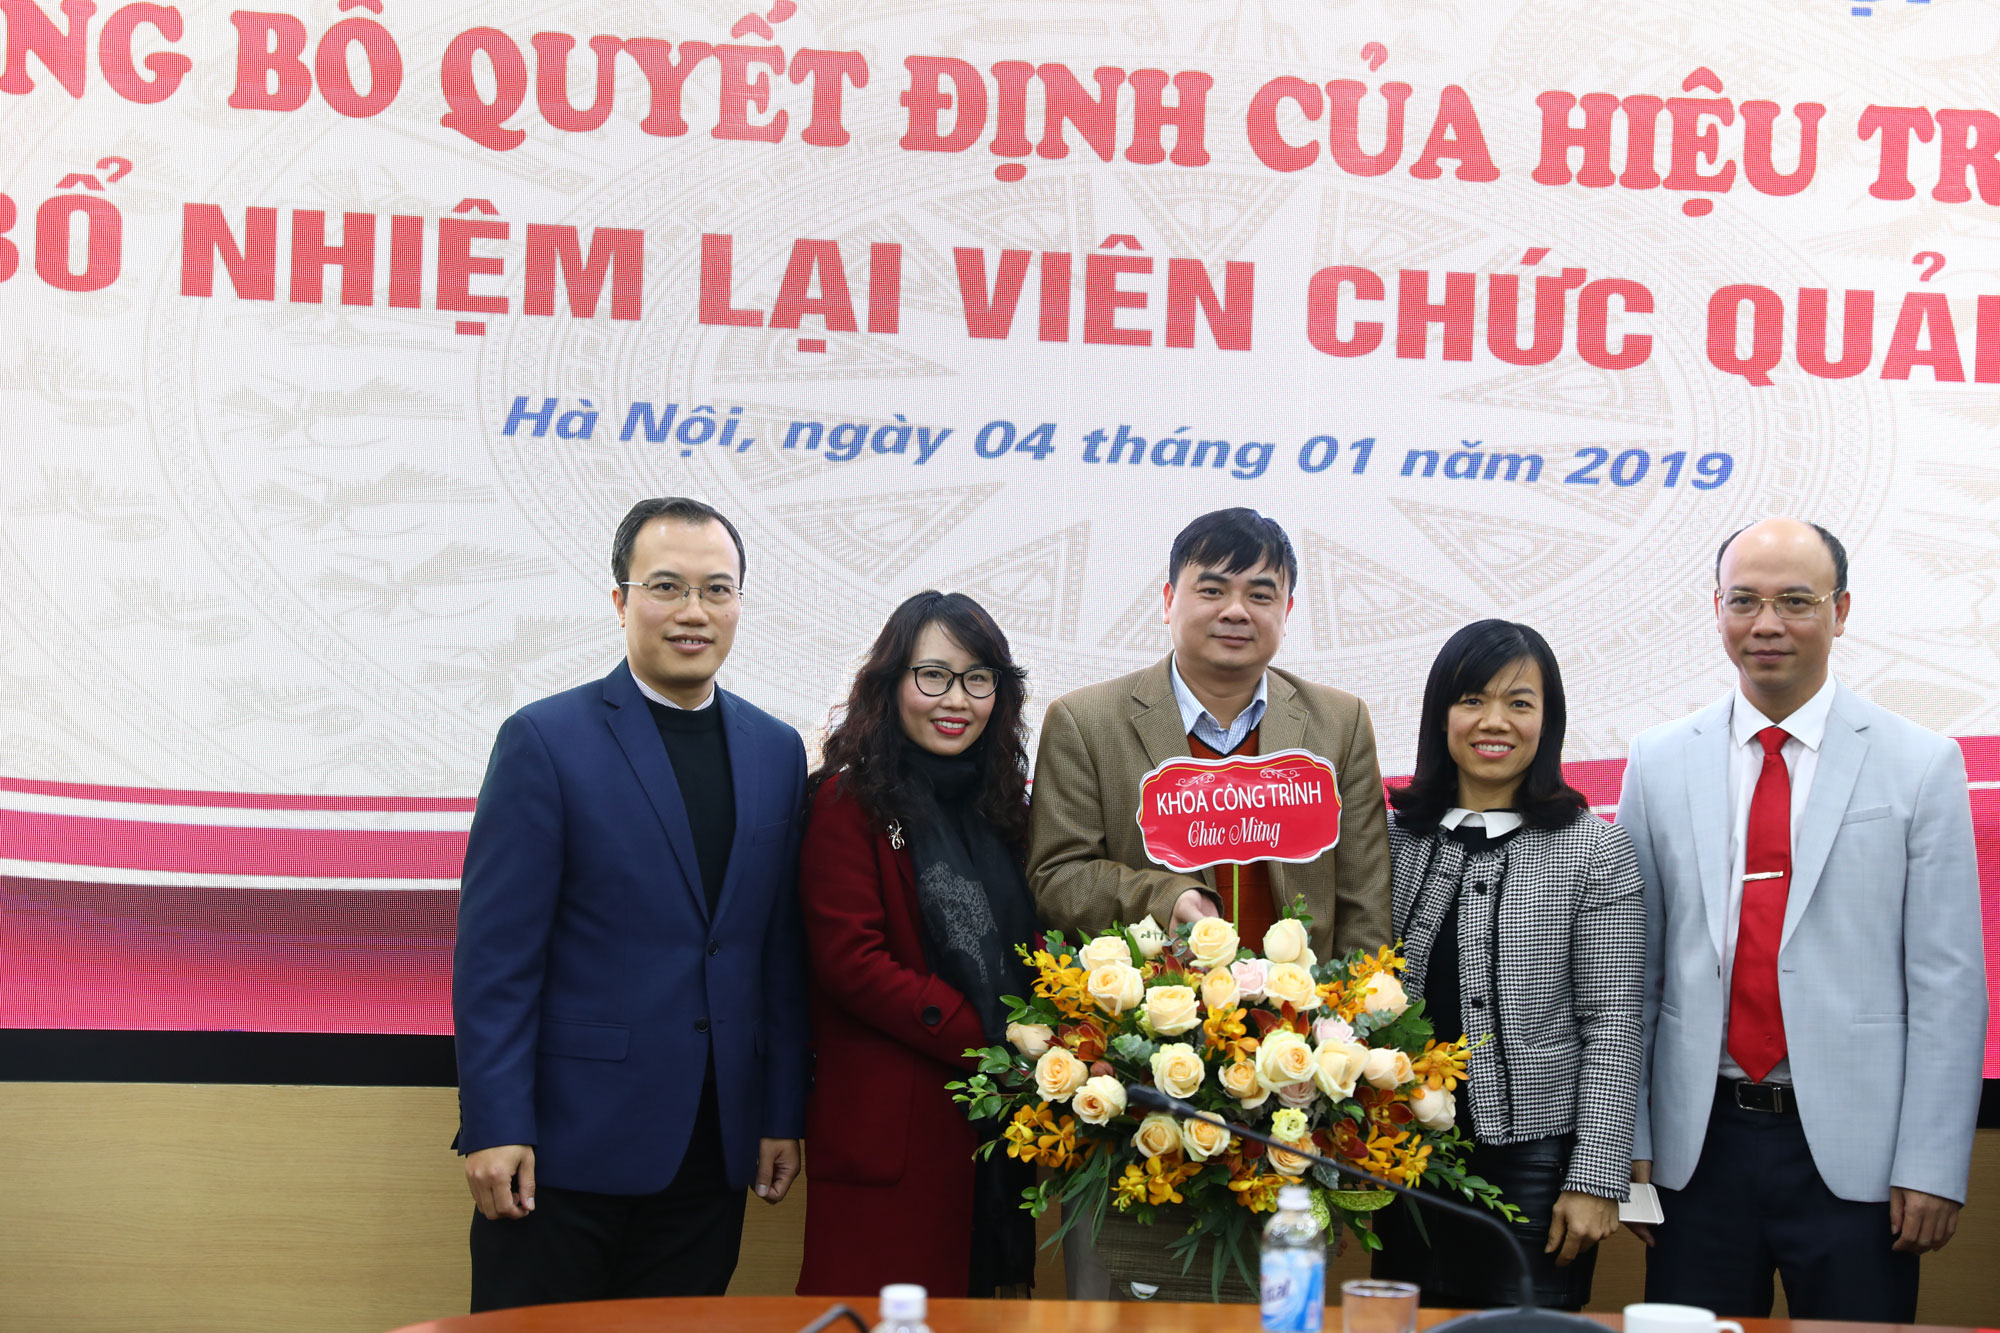 NG BỐ QUYẾT ĐỊNH CỦA HIỆU TR
BỔ NHIỆM LẠI VIÊN CHỨC QUẢ
Hà Nội, ngày 04 tháng 01 năm 2019
KHOA CÔNG TRÌNH
Chúc Mừng